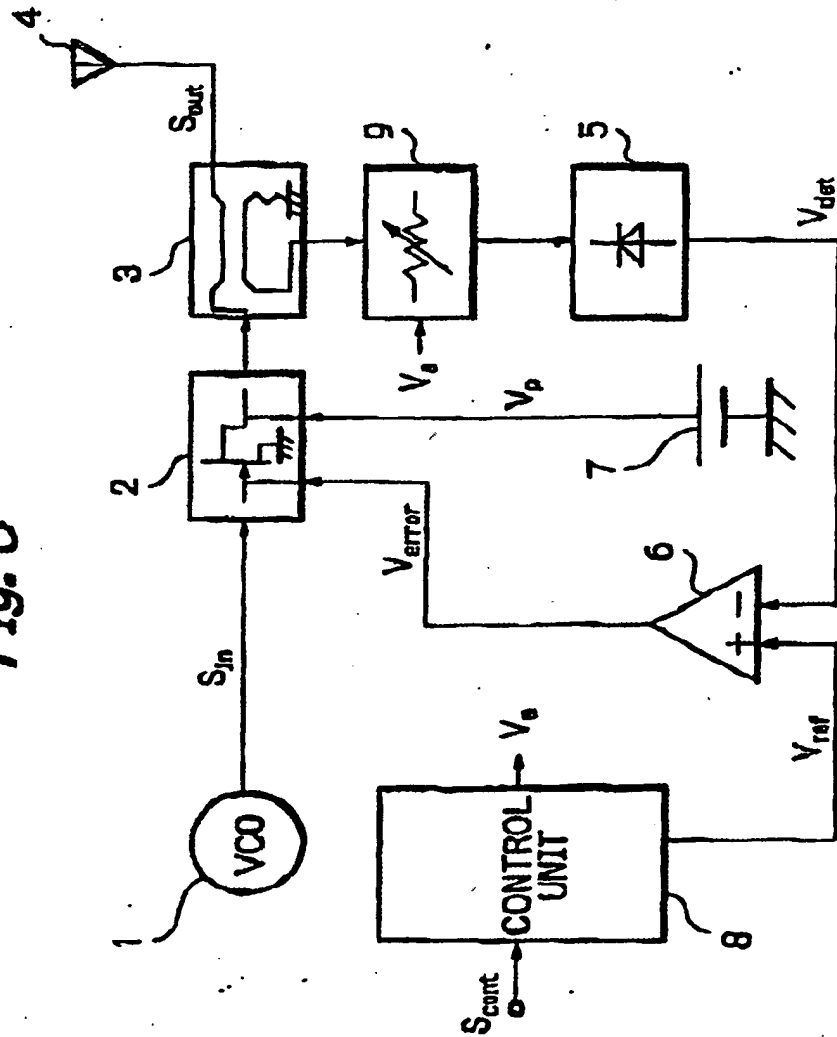 Fig.
1
VCO
Sin
2
3
Sout
4
Verror
Va
9
Vp
Scont
CONTROL
UNIT
Va
6
+
−
7
5
8
Vref
Vdet